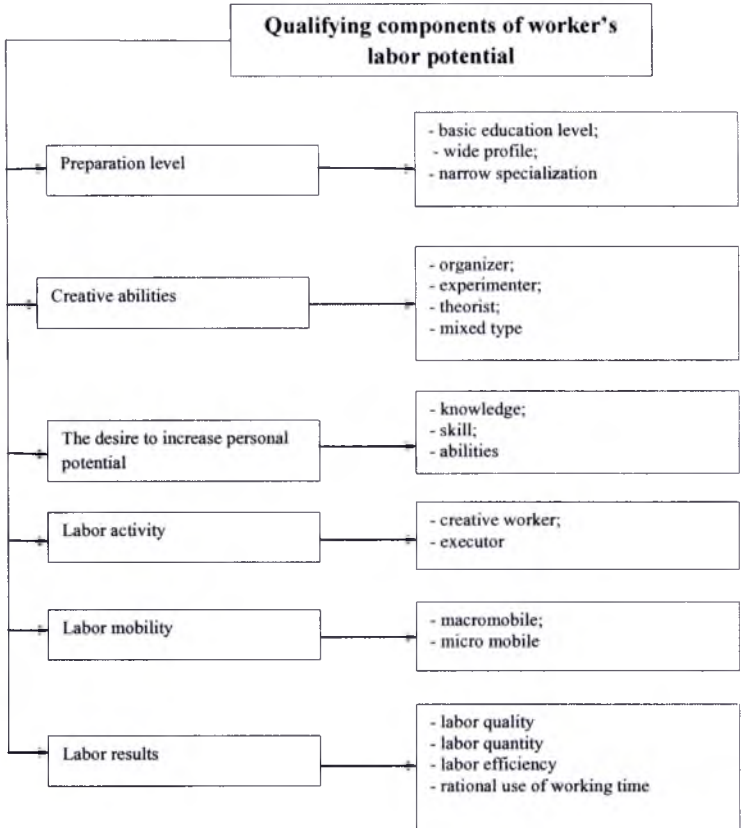 Qualifying components of worker's
labor potential
Preparation level
- basic education level;
- wide profile;
- narrow specialization
Creative abilities
- organizer;
- experimenter;
- theorist;
- mixed type
The desire to increase personal
potential
- knowledge;
- skill;
- abilities
Labor activity
- creative worker;
- executor
Labor mobility
- macromobile;
- micro mobile
Labor results
- labor quality
- labor quantity
- labor efficiency
- rational use of working time